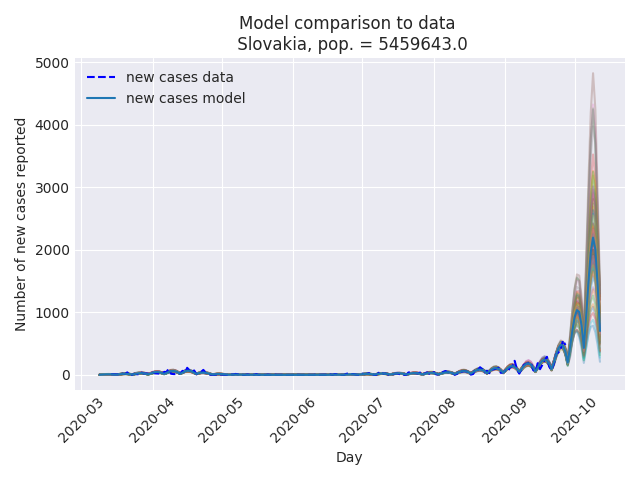 Model comparison to data
Slovakia, pop. = 5459643.0
new cases data
new cases model
Number of new cases reported
5000
4000
3000
2000
1000
0
2020-03
2020-04
2020-05
2020-06
2020-07
2020-08
2020-09
2020-10
Day